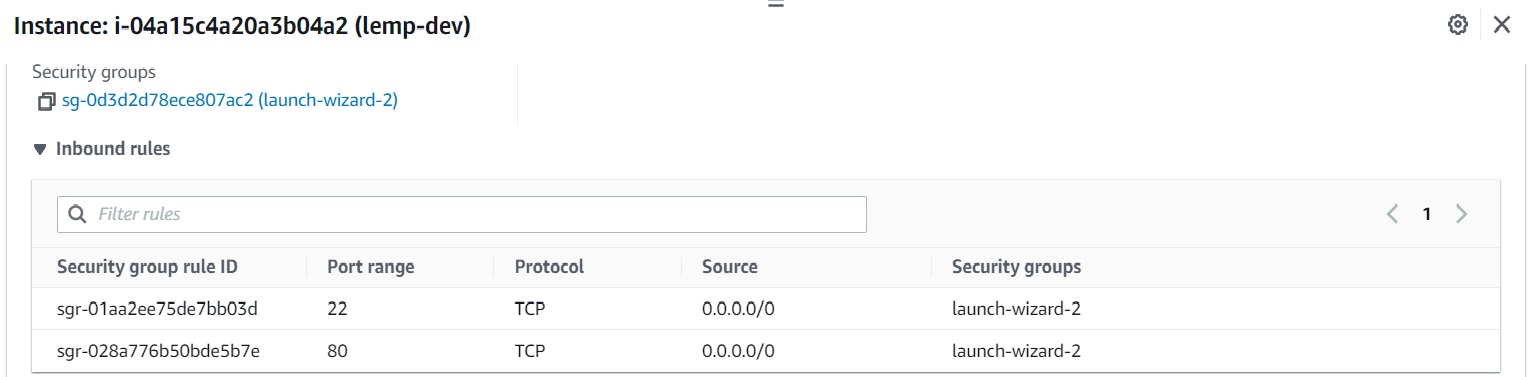 Instance: i-04a15c4a20a3b04a2 (lemp-dev)
Security groups
sg-0d3d2d78ece807ac2 (launch-wizard-2)
Inbound rules
Filter rules
1
Security group rule ID Port range Protocol Source Security groups
sgr-01aa2ee75de7bb03d 22 TCP 0.0.0.0/0 launch-wizard-2
sgr-028a776b50bde5b7e 80 TCP 0.0.0.0/0 launch-wizard-2